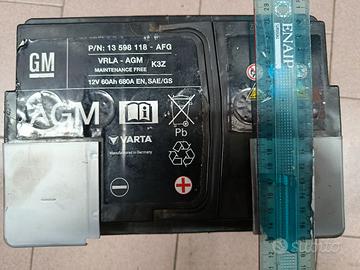 GM
P/N: 13 598 118 - AFG
VRLA - AGM
K3Z
MAINTENANCE FREE
12V 60Ah 680A EN, SAE/GS
AGM
Pb
VARTA
Manufactured in Germany
ENAIP
subito